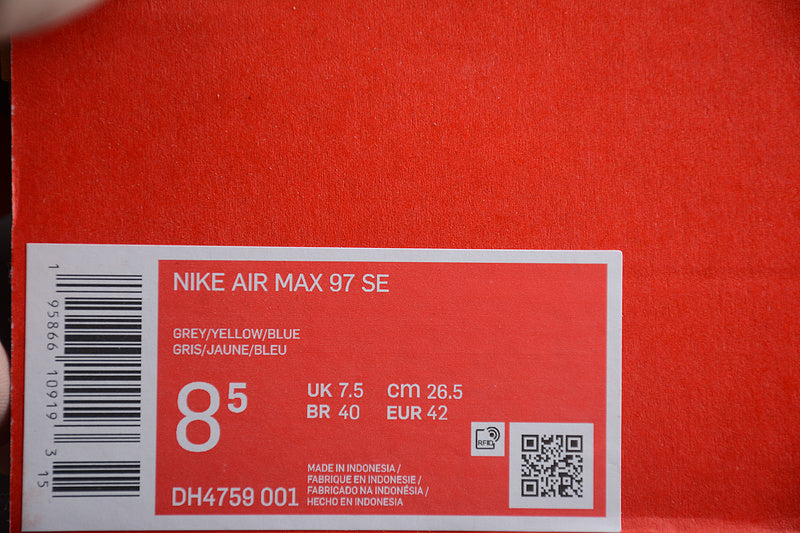 NIKE AIR MAX 97 SE
GREY/YELLOW/BLUE
GRIS/JAUNE/BLEU
8⁵
UK 7.5 cm 26.5
BR 40 EUR 42
RFID
MADE IN INDONESIA /
FABRIQUE EN INDONESIE /
FABRICADO NA INDONÉSIA /
HECHO EN INDONESIA
DH4759 001
1 95866 10919 3 15